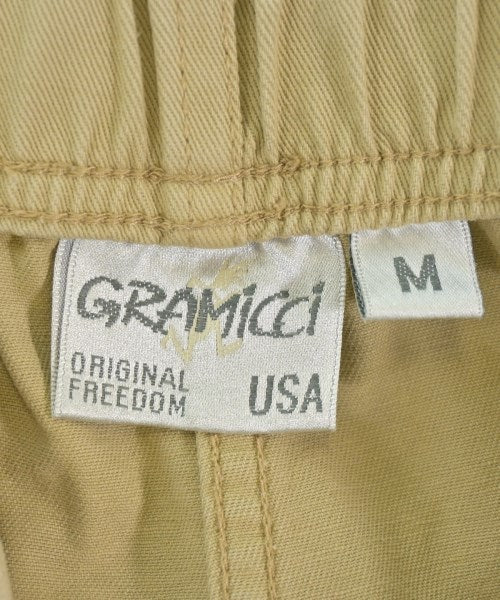 GRAMiCCi
ORIGINAL
FREEDOM
USA
M